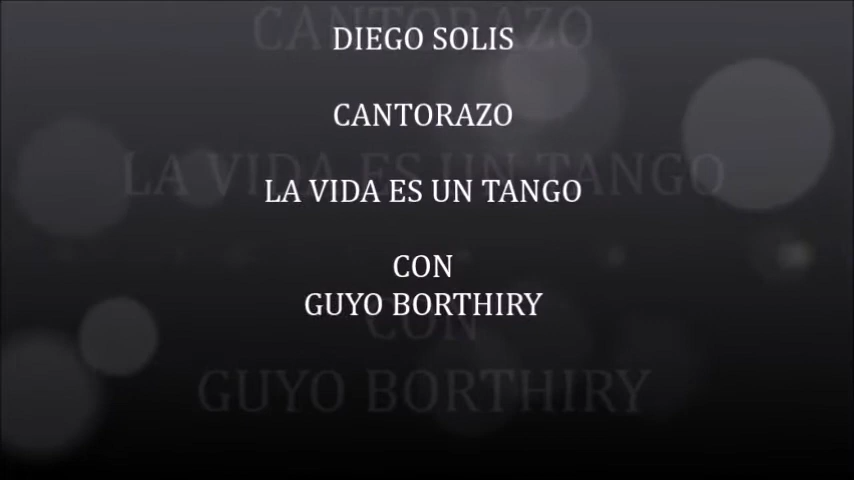 DIEGO SOLIS
CANTORAZO
LA VIDA ES UN TANGO
CON
GUYO BORTHIRY